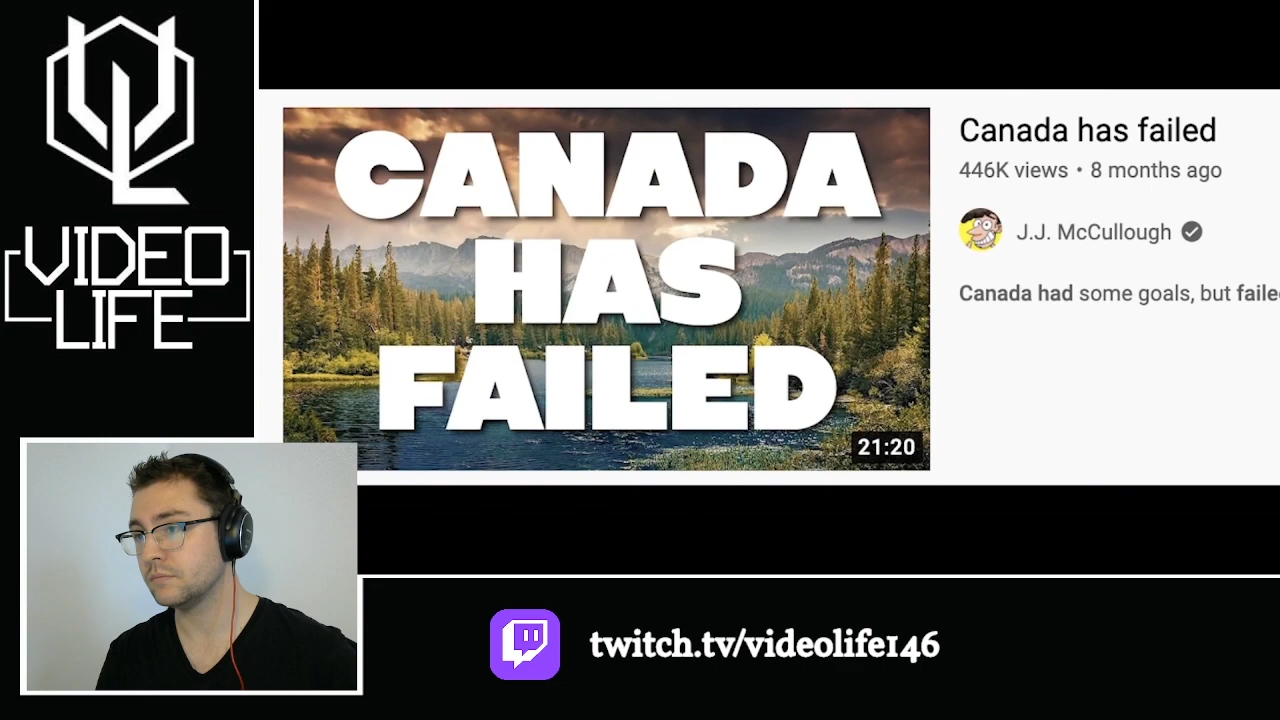 VIDEO
LIFE
CANADA
HAS
FAILED
21:20
Canada has failed
446K views • 8 months ago
J.J. McCullough
Canada had some goals, but faile
twitch.tv/videolife146